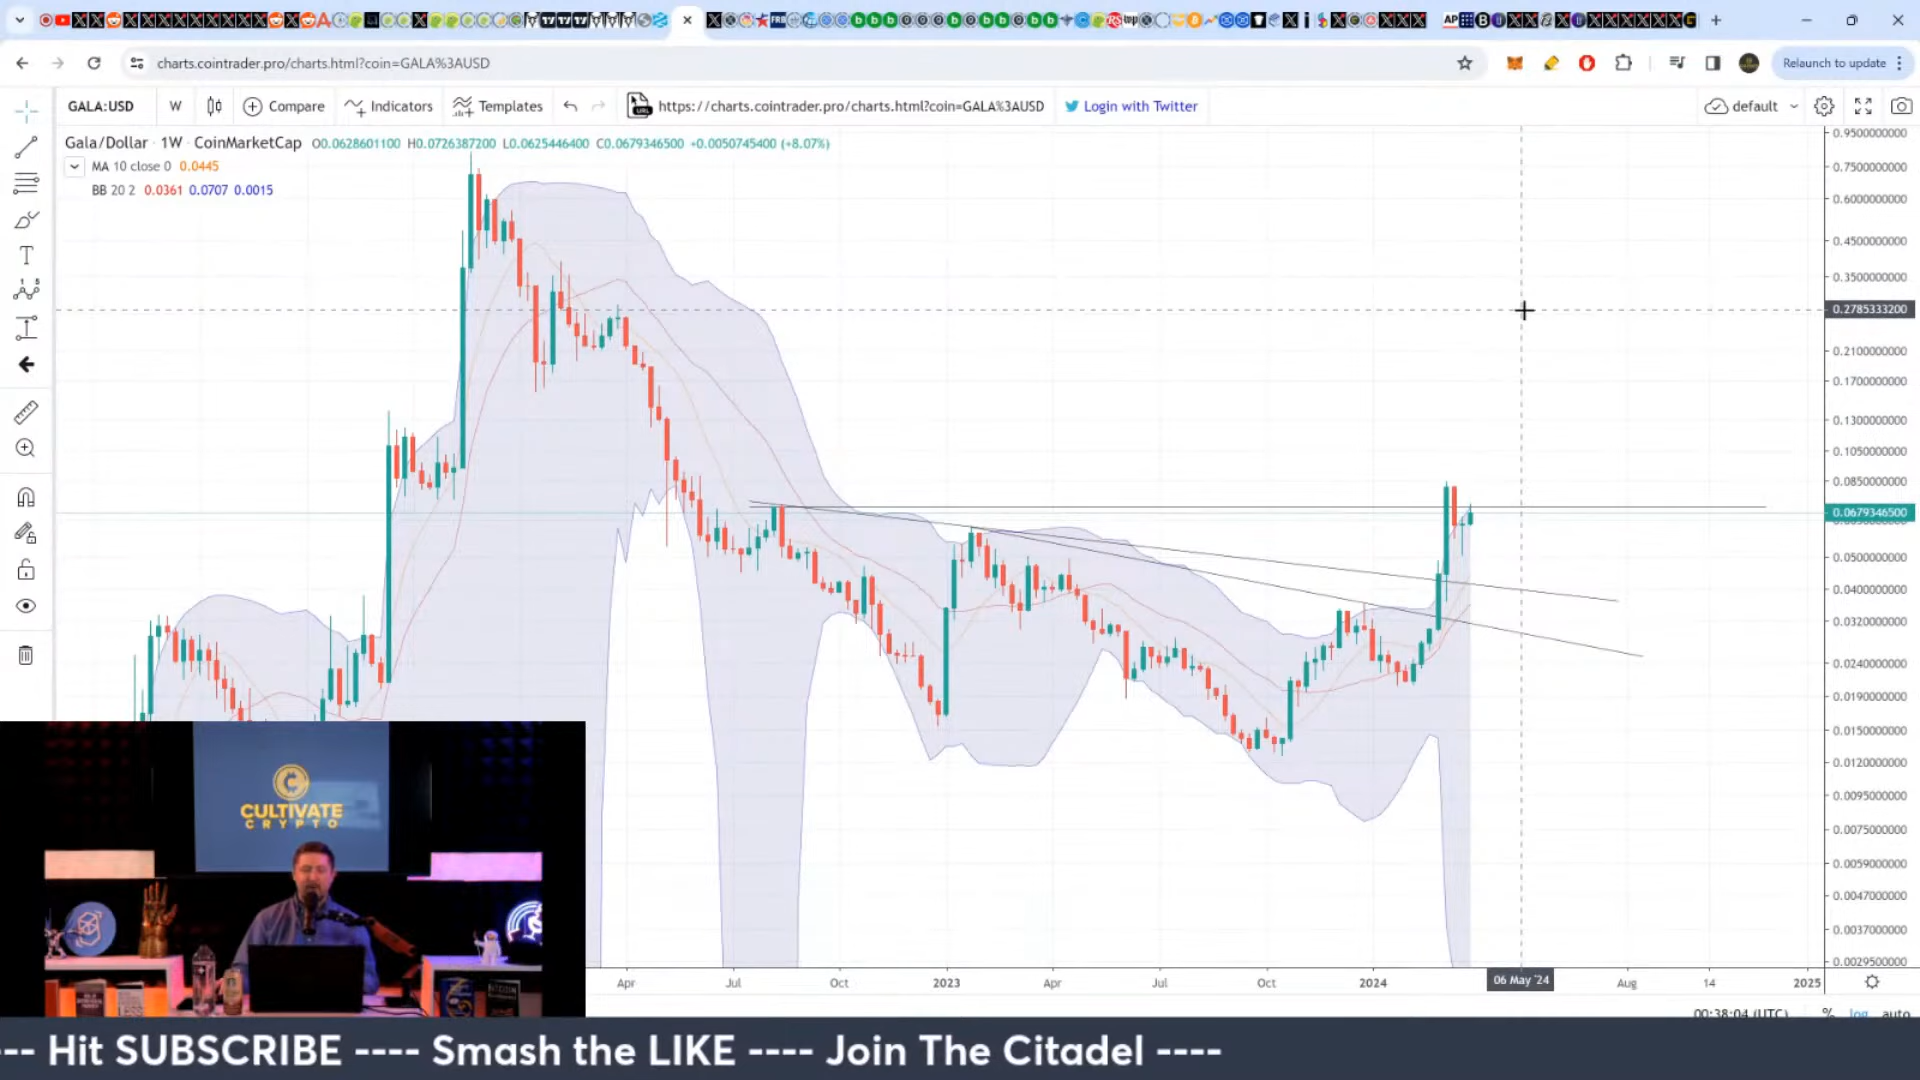 charts.cointrader.pro/charts.html?coin=GALA%3AUSD
Relaunch to update
GALA:USD
W
Compare
Indicators
Templates
https://charts.cointrader.pro/charts.html?coin=GALA%3AUSD
Login with Twitter
default
Gala/Dollar · 1W · CoinMarketCap O0.0628601100 H0.0726387200 L0.0625446400 C0.0679346500 +0.0050745400 (+8.07%)
MA 10 close 0 0.0445
BB 20 2 0.0361 0.0707 0.0015
0.9500000000
0.7500000000
0.6000000000
0.4500000000
0.3500000000
0.2785333200
0.2100000000
0.1700000000
0.1300000000
0.1050000000
0.0850000000
0.0679346500
0.0500000000
0.0400000000
0.0320000000
0.0240000000
0.0190000000
0.0150000000
0.0120000000
0.0095000000
0.0075000000
0.0059000000
0.0047000000
0.0037000000
0.0029500000
CULTIVATE
CRYPTO
Apr
Jul
Oct
2023
Apr
Jul
Oct
2024
06 May '24
Aug
14
2025
00:38:04 (UTC)
%
log
auto
-- Hit SUBSCRIBE ---- Smash the LIKE ---- Join The Citadel ----